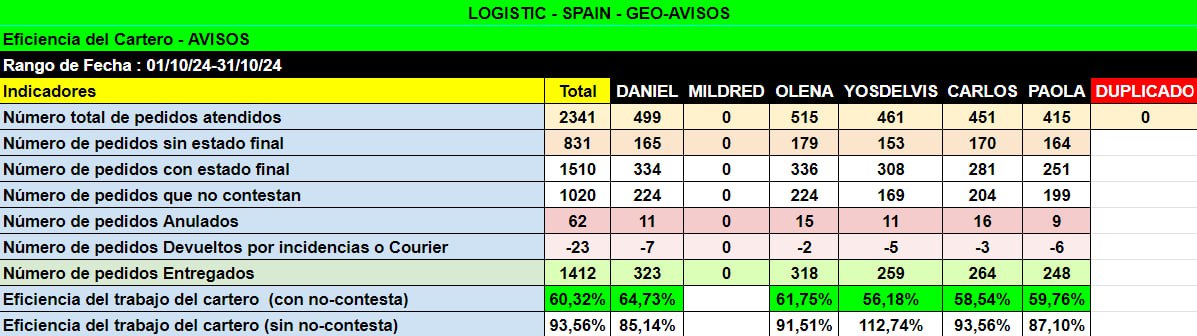 LOGISTIC - SPAIN - GEO-AVISOS
Eficiencia del Cartero - AVISOS
Rango de Fecha : 01/10/24-31/10/24
Indicadores Total DANIEL MILDRED OLENA YOSDELVIS CARLOS PAOLA DUPLICADO
Número total de pedidos atendidos 2341 499 0 515 461 451 415 0
Número de pedidos sin estado final 831 165 0 179 153 170 164
Número de pedidos con estado final 1510 334 0 336 308 281 251
Número de pedidos que no contestan 1020 224 0 224 169 204 199
Número de pedidos Anulados 62 11 0 15 11 16 9
Número de pedidos Devueltos por incidencias o Courier -23 -7 0 -2 -5 -3 -6
Número de pedidos Entregados 1412 323 0 318 259 264 248
Eficiencia del trabajo del cartero (con no-contesta) 60,32% 64,73% 61,75% 56,18% 58,54% 59,76%
Eficiencia del trabajo del cartero (sin no-contesta) 93,56% 85,14% 91,51% 112,74% 93,56% 87,10%